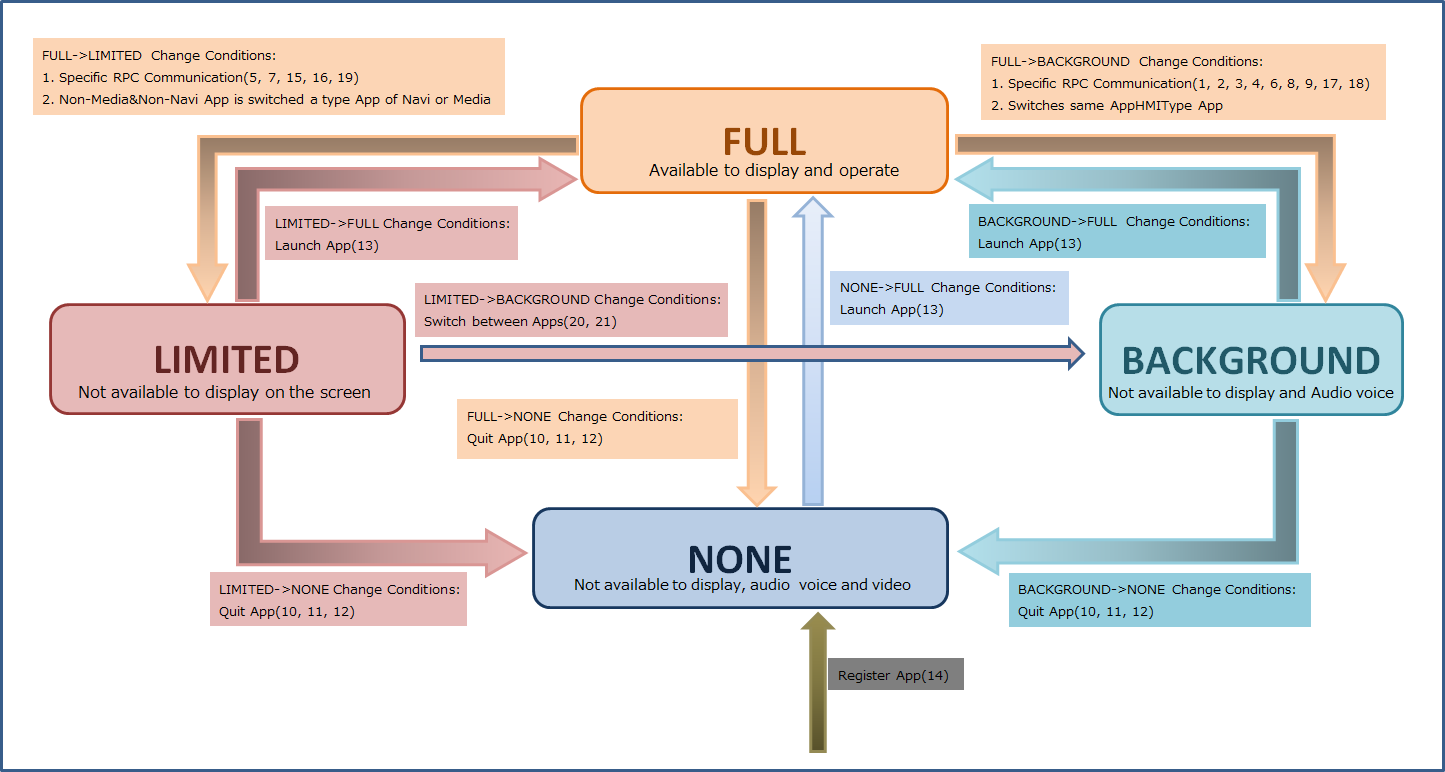 FULL->LIMITED Change Conditions:
1. Specific RPC Communication(5, 7, 15, 16, 19)
2. Non-Media&Non-Navi App is switched a type App of Navi or Media
FULL->BACKGROUND Change Conditions:
1. Specific RPC Communication(1, 2, 3, 4, 6, 8, 9, 17, 18)
2. Switches same AppHMIType App
FULL
Available to display and operate
LIMITED->FULL Change Conditions:
Launch App(13)
BACKGROUND->FULL Change Conditions:
Launch App(13)
LIMITED->BACKGROUND Change Conditions:
Switch between Apps(20, 21)
NONE->FULL Change Conditions:
Launch App(13)
LIMITED
Not available to display on the screen
BACKGROUND
Not available to display and Audio voice
FULL->NONE Change Conditions:
Quit App(10, 11, 12)
NONE
Not available to display, audio voice and video
LIMITED->NONE Change Conditions:
Quit App(10, 11, 12)
BACKGROUND->NONE Change Conditions:
Quit App(10, 11, 12)
Register App(14)